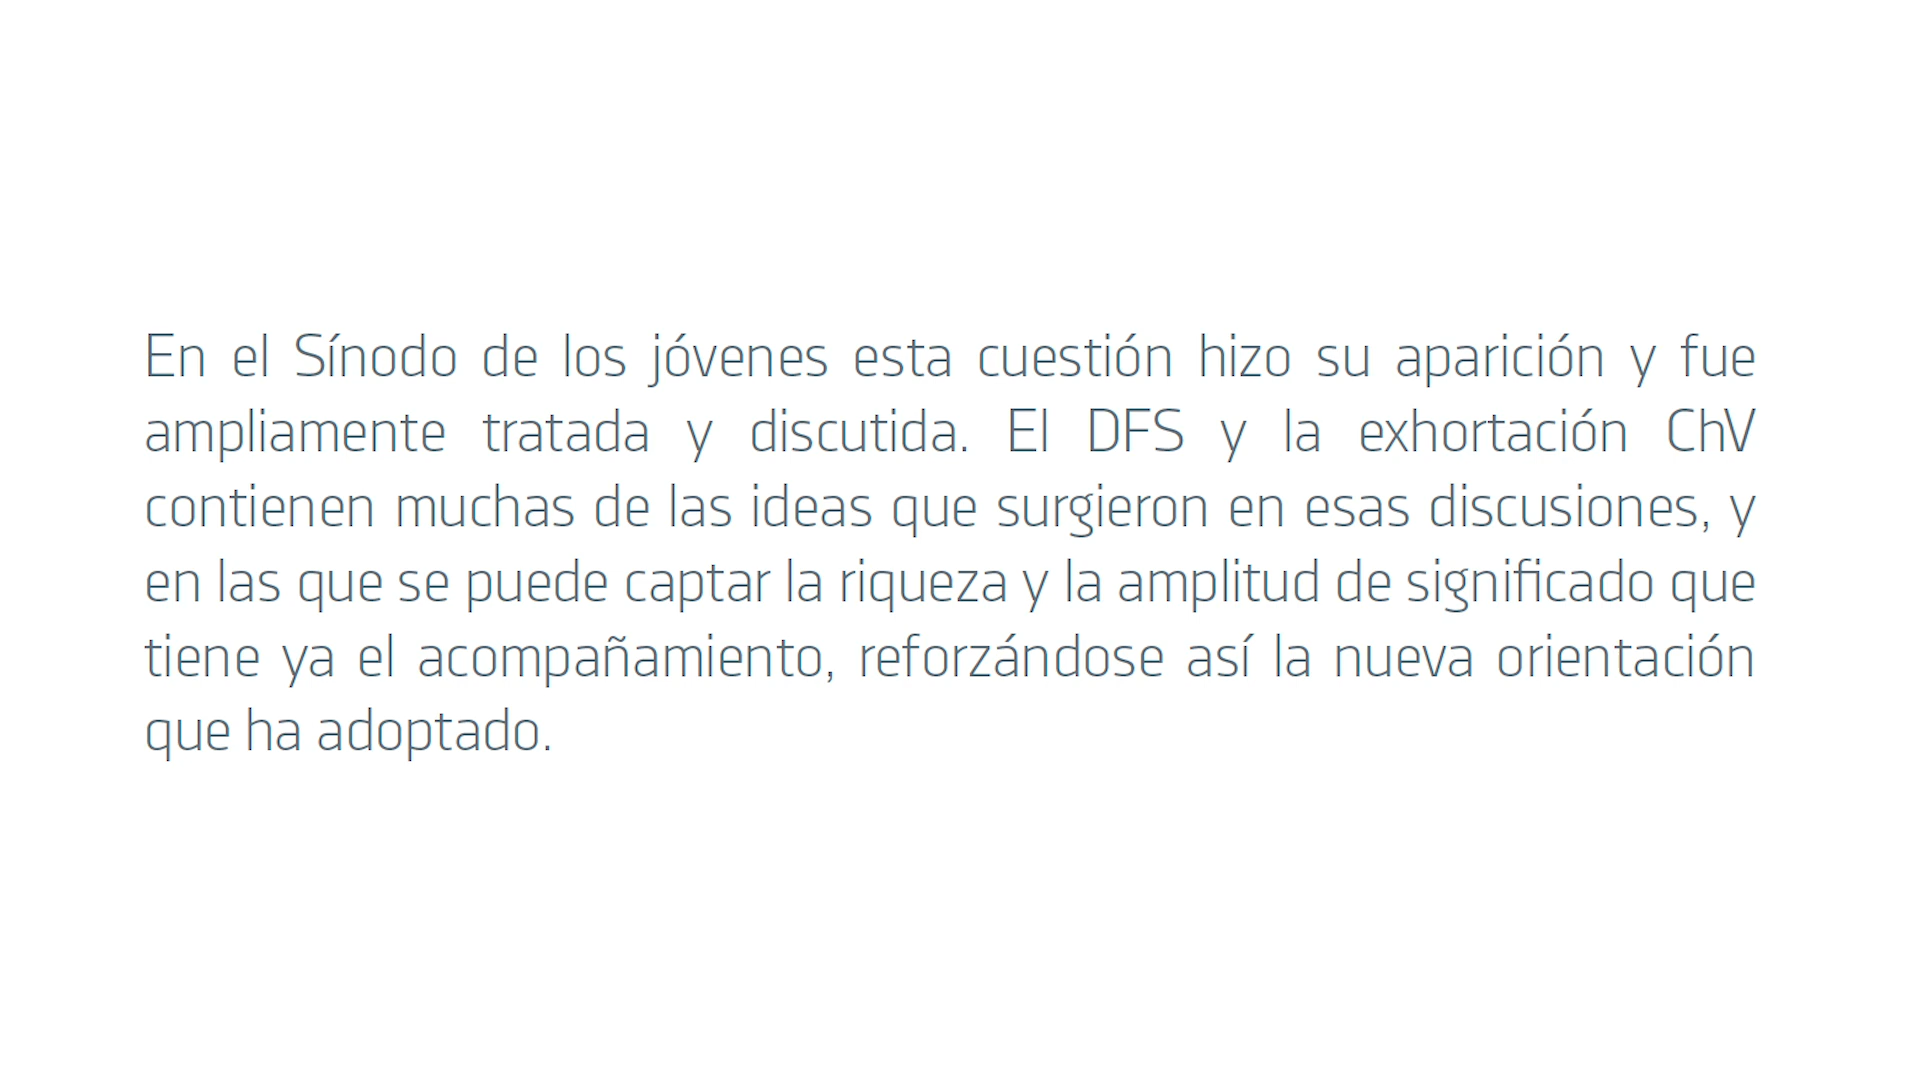 En el Sínodo de los jóvenes esta cuestión hizo su aparición y fue
ampliamente tratada y discutida. El DFS y la exhortación ChV
contienen muchas de las ideas que surgieron en esas discusiones, y
en las que se puede captar la riqueza y la amplitud de significado que
tiene ya el acompañamiento, reforzándose así la nueva orientación
que ha adoptado.